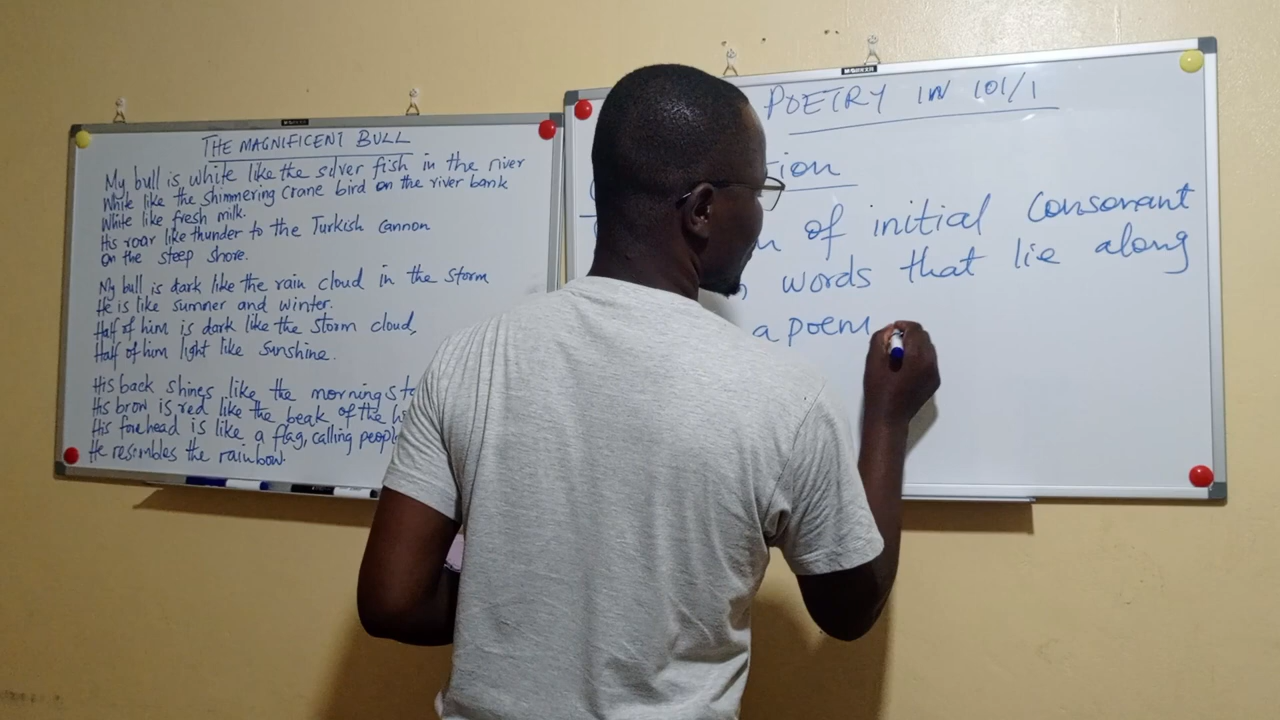 THE MAGNIFICENT BULL
My bull is white like the silver fish in the river
White like the shimmering crane bird on the river bank
White like fresh milk.
His roar like thunder to the Turkish cannon
on the steep shore.
My bull is dark like the rain cloud in the storm
He is like summer and winter.
Half of him is dark like the storm cloud,
Half of him light like sunshine.
His back shines like the morning
His brow is red like the beak of the
His forehead is like a flag, calling
He resembles the rainbow.
POETRY IN 101/1
of initial consonant
words that lie along
a poem